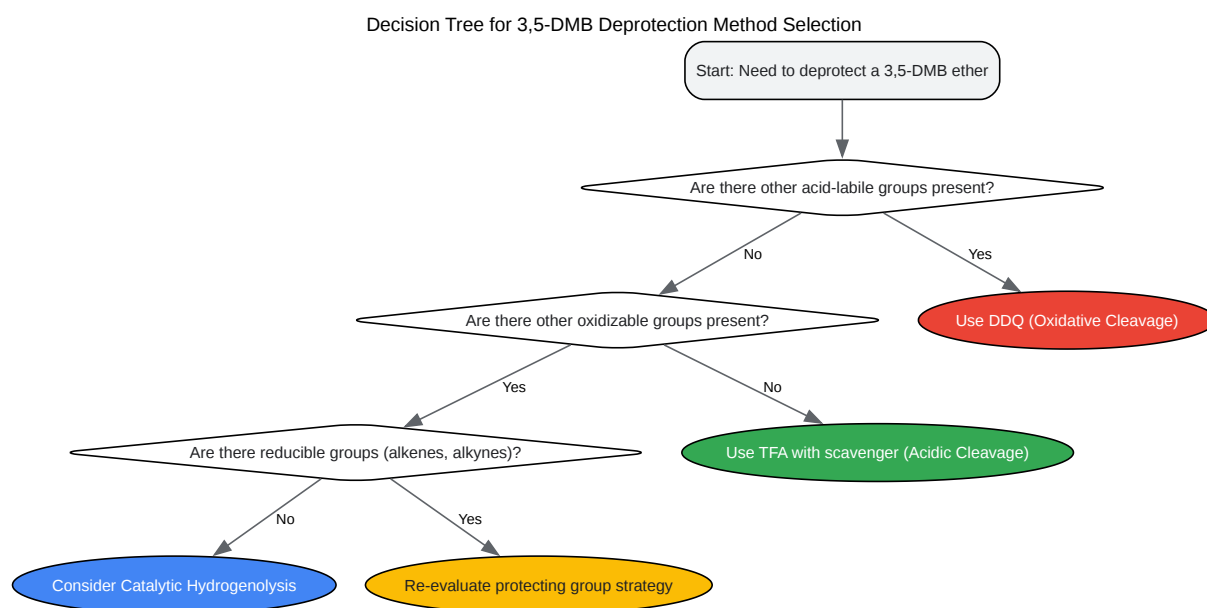 Decision Tree for 3,5-DMB Deprotection Method Selection
Start: Need to deprotect a 3,5-DMB ether
Are there other acid-labile groups present?
No
Yes
Are there other oxidizable groups present?
Use DDQ (Oxidative Cleavage)
Yes
No
Are there reducible groups (alkenes, alkynes)?
Use TFA with scavenger (Acidic Cleavage)
No
Yes
Consider Catalytic Hydrogenolysis
Re-evaluate protecting group strategy